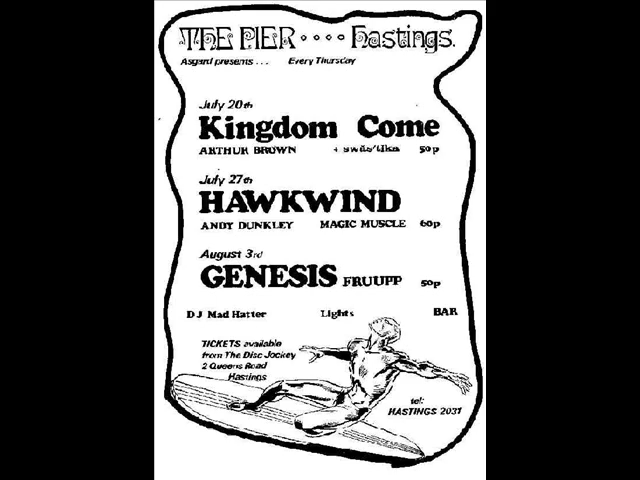 THE PIER •••• Hastings.
Asgard presents ... Every Thursday
July 20th
Kingdom Come
ARTHUR BROWN + 50p
July 27th
HAWKWIND
ANDY DUNKLEY MAGIC MUSCLE 60p
August 3rd
GENESIS FRUUPP 50p
DJ Mad Hatter Lights BAR
TICKETS available
from The Disc Jockey
2 Queens Road
Hastings
tel:
HASTINGS 2031